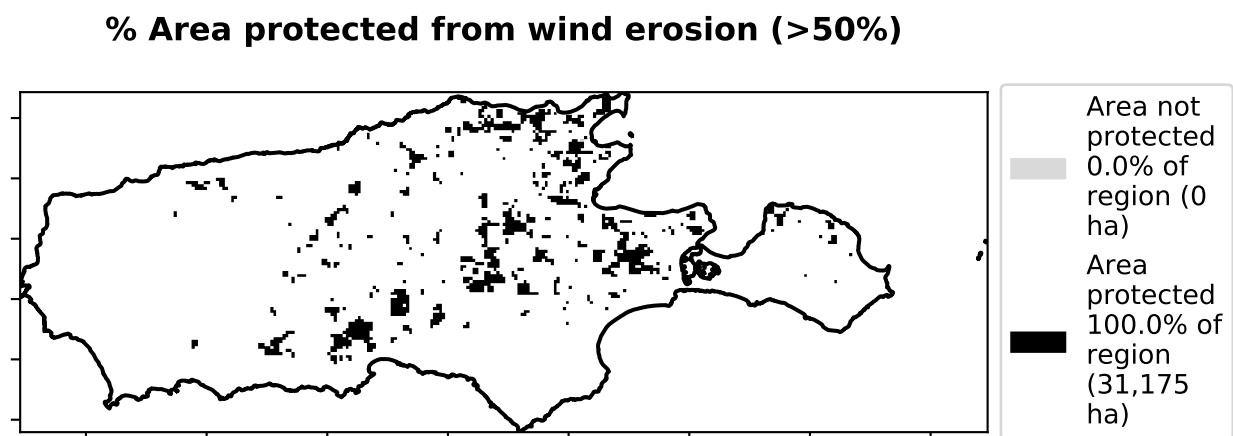 % Area protected from wind erosion (>50%)
Area not
protected
0.0% of
region (0
ha)
Area
protected
100.0% of
region
(31,175
ha)